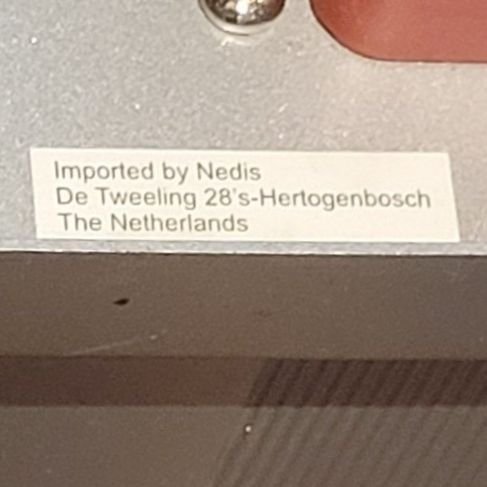 Imported by Nedis
De Tweeling 28's-Hertogenbosch
The Netherlands